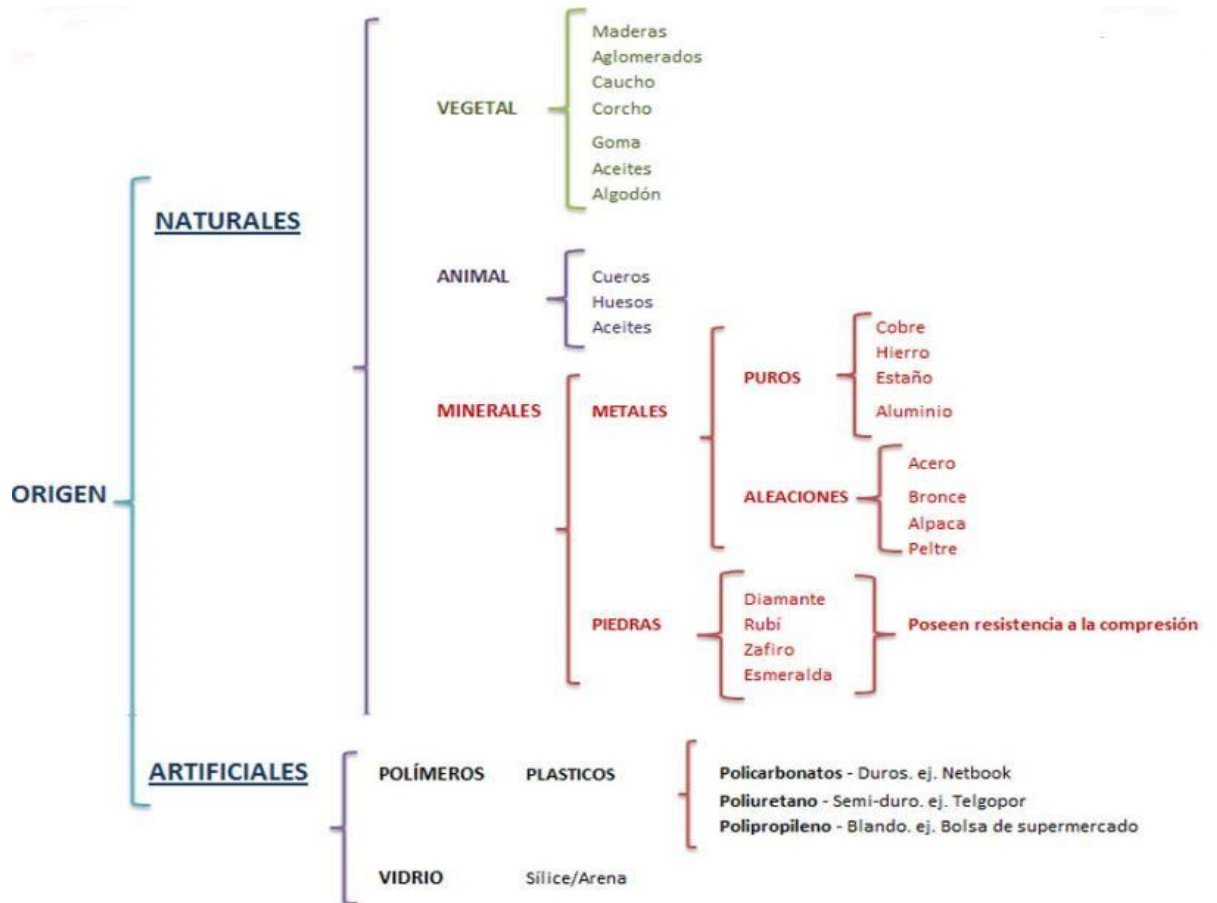 ORIGEN
NATURALES
VEGETAL
Maderas
Aglomerados
Caucho
Corcho
Goma
Aceites
Algodón
ANIMAL
Cueros
Huesos
Aceites
MINERALES
METALES
PUROS
Cobre
Hierro
Estaño
Aluminio
ALEACIONES
Acero
Bronce
Alpaca
Peltre
PIEDRAS
Diamante
Rubí
Zafiro
Esmeralda
Poseen resistencia a la compresión
ARTIFICIALES
POLÍMEROS
PLASTICOS
Policarbonatos - Duros. ej. Netbook
Poliuretano - Semi-duro. ej. Telgopor
Polipropileno - Blando. ej. Bolsa de supermercado
VIDRIO
Sílice/Arena